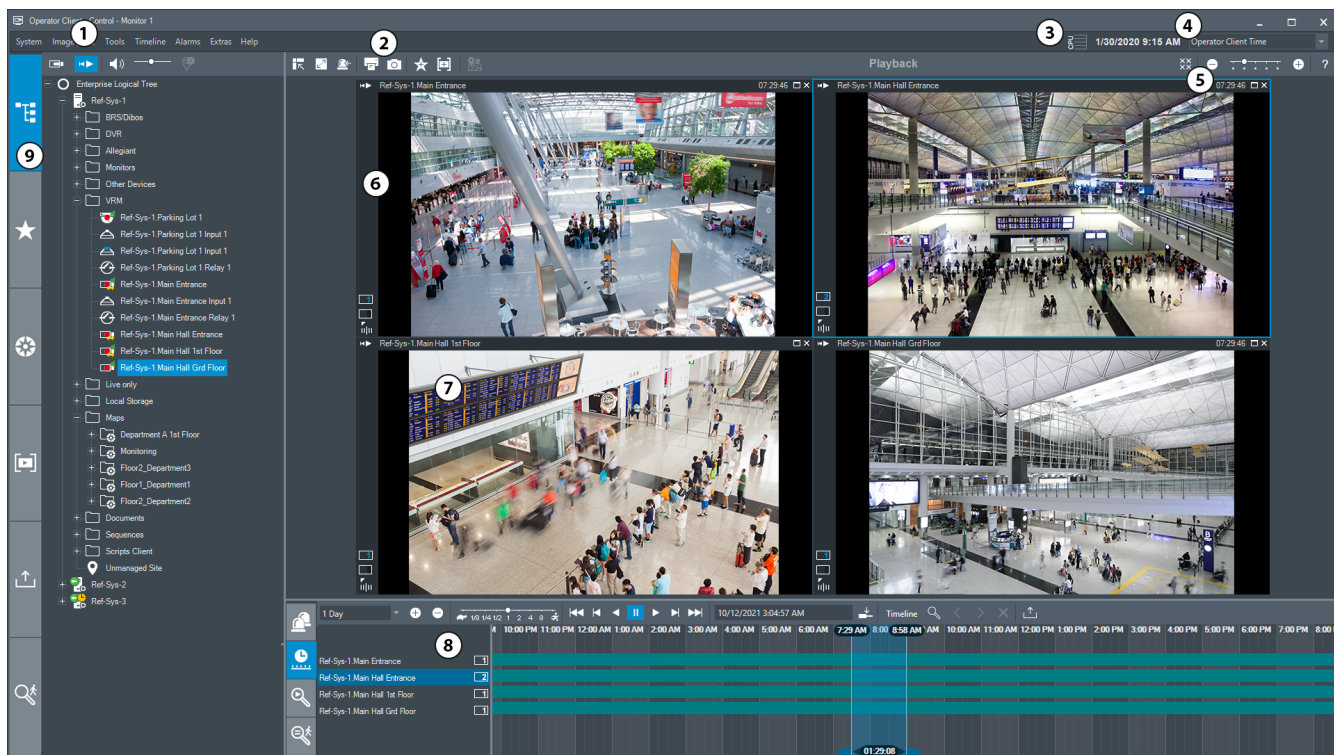 Operator Client - Control - Monitor 1
1
2
3
4
System Image Tools Timeline Alarms Extras Help
CPU
1/30/2020 9:15 AM
Operator Client Time
Playback
?
5
Enterprise Logical Tree
Ref-Sys-1
BRS/Dibos
DVR
Allegiant
Monitors
Other Devices
VRM
Ref-Sys-1.Parking Lot 1
Ref-Sys-1.Parking Lot 1 Input 1
Ref-Sys-1.Parking Lot 1 Input 1
Ref-Sys-1.Parking Lot 1 Relay 1
Ref-Sys-1.Main Entrance
Ref-Sys-1.Main Entrance Input 1
Ref-Sys-1.Main Entrance Relay 1
Ref-Sys-1.Main Hall Entrance
Ref-Sys-1.Main Hall 1st Floor
Ref-Sys-1.Main Hall Grd Floor
Live only
Local Storage
Maps
Department A 1st Floor
Monitoring
Floor2_Department3
Floor1_Department1
Floor2_Department2
Documents
Sequences
Scripts Client
Unmanaged Site
Ref-Sys-2
Ref-Sys-3
9
Ref-Sys-1.Main Entrance 07:29:46
6
1
Ref-Sys-1.Main Hall Entrance 07:29:46
2
Ref-Sys-1.Main Hall 1st Floor
7
1
Ref-Sys-1.Main Hall Grd Floor 07:29:46
B
1
1 Day
1/8 1/4 1/2 1 2 4 8
10/12/2021 3:04:57 AM
Timeline
8
10:00 PM 11:00 PM 12:00 AM 1:00 AM 2:00 AM 3:00 AM 4:00 AM 5:00 AM 6:00 AM 7:29 AM 8:00 8:58 AM AM 10:00 AM 11:00 AM 12:00 PM 1:00 PM 2:00 PM 3:00 PM 4:00 PM 5:00 PM 6:00 PM 7:00 PM 8:00
Ref-Sys-1.Main Entrance 1
Ref-Sys-1.Main Hall Entrance 2
Ref-Sys-1.Main Hall 1st Floor 1
Ref-Sys-1.Main Hall Grd Floor 1
01:29:08